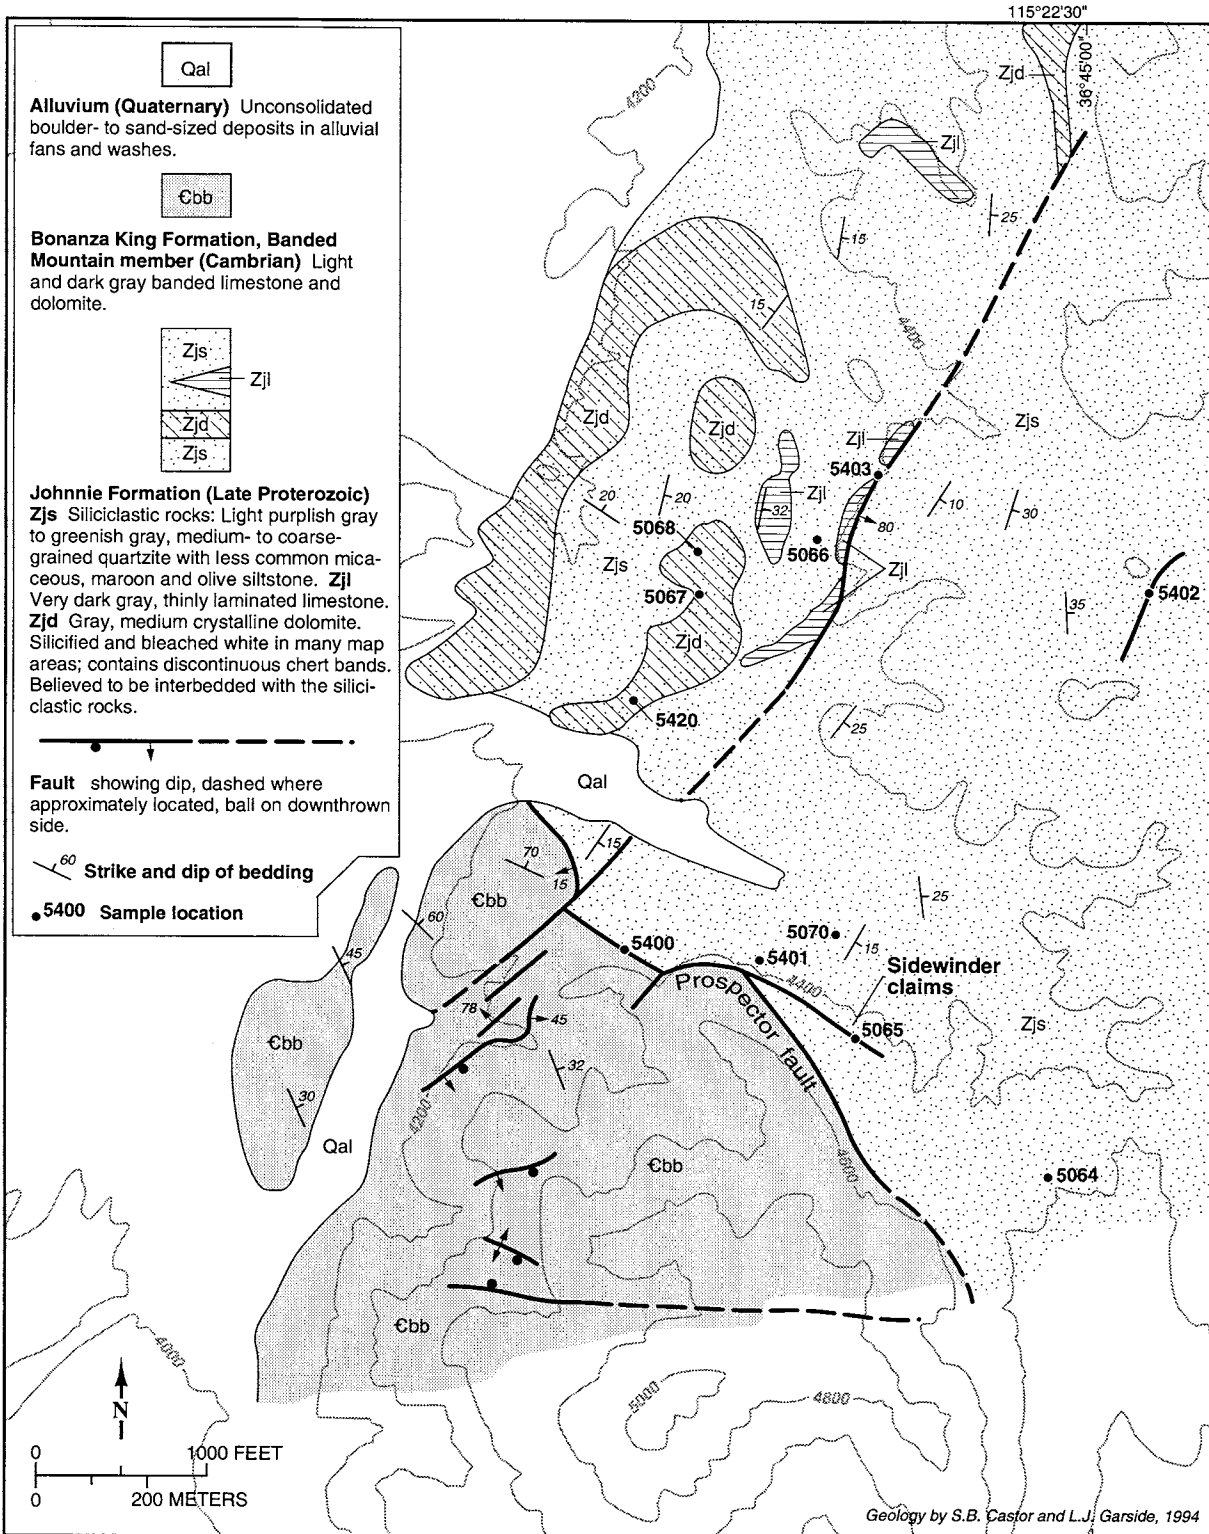 115°22'30"
36°45'00"
Qal
Alluvium (Quaternary) Unconsolidated
boulder- to sand-sized deposits in alluvial
fans and washes.
Ꞓbb
Bonanza King Formation, Banded
Mountain member (Cambrian) Light
and dark gray banded limestone and
dolomite.
Zjs
Zjl
Zjd
Zjs
Johnnie Formation (Late Proterozoic)
Zjs Siliciclastic rocks: Light purplish gray
to greenish gray, medium- to coarse-
grained quartzite with less common mica-
ceous, maroon and olive siltstone. Zjl
Very dark gray, thinly laminated limestone.
Zjd Gray, medium crystalline dolomite.
Silicified and bleached white in many map
areas; contains discontinuous chert bands.
Believed to be interbedded with the silici-
clastic rocks.
Fault showing dip, dashed where
approximately located, ball on downthrown
side.
60 Strike and dip of bedding
5400 Sample location
4200
Zjd
Zjl
25
15
15
4400
Zjd
Zjd
Zjl
Zjs
5403
20
20
Zjl
32
80
10
30
5068
5066
Zjs
Zjl
5067
5402
35
Zjd
5420
25
Qal
15
70
15
Ꞓbb
60
25
5400
5070
15
5401
45
Sidewinder
claims
4400
Prospector fault
78
45
Zjs
5065
Ꞓbb
32
30
4200
Qal
Ꞓbb
4600
5064
Ꞓbb
4000
5000
4800
N
0
1000 FEET
0
200 METERS
Geology by S.B. Castor and L.J. Garside, 1994